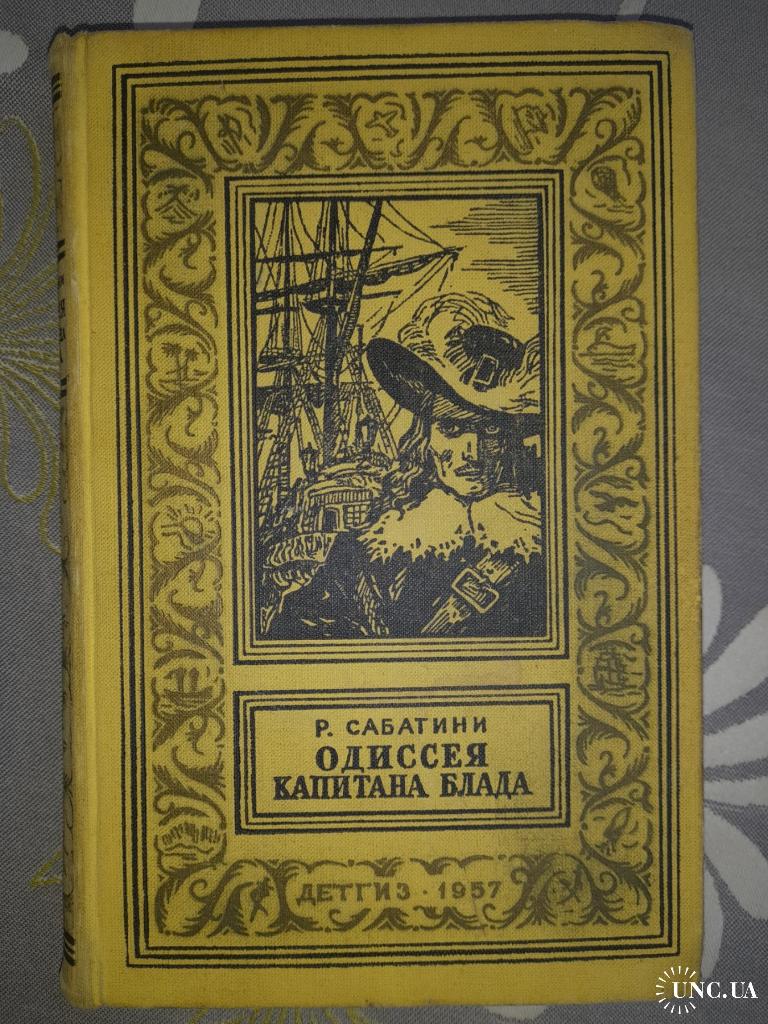 Р. САБАТИНИ
ОДИССЕЯ
КАПИТАНА БЛАДА
ДЕТГИЗ · 1957
UNC.UA